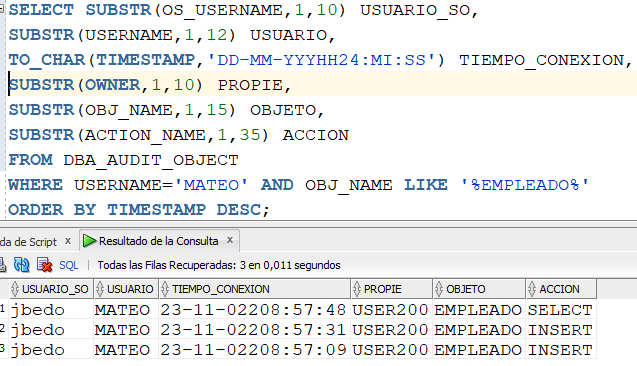 SELECT SUBSTR(OS_USERNAME,1,10) USUARIO_SO,
SUBSTR(USERNAME,1,12) USUARIO,
TO_CHAR(TIMESTAMP,'DD-MM-YYYHH24:MI:SS') TIEMPO_CONEXION,
SUBSTR(OWNER,1,10) PROPIE,
SUBSTR(OBJ_NAME,1,15) OBJETO,
SUBSTR(ACTION_NAME,1,35) ACCION
FROM DBA_AUDIT_OBJECT
WHERE USERNAME='MATEO' AND OBJ_NAME LIKE '%EMPLEADO%'
ORDER BY TIMESTAMP DESC;
da de Script x Resultado de la Consulta x
SQL | Todas las Filas Recuperadas: 3 en 0,011 segundos
USUARIO_SO USUARIO TIEMPO_CONEXION PROPIE OBJETO ACCION
1 jbedo MATEO 23-11-02208:57:48 USER200 EMPLEADO SELECT
2 jbedo MATEO 23-11-02208:57:31 USER200 EMPLEADO INSERT
3 jbedo MATEO 23-11-02208:57:09 USER200 EMPLEADO INSERT